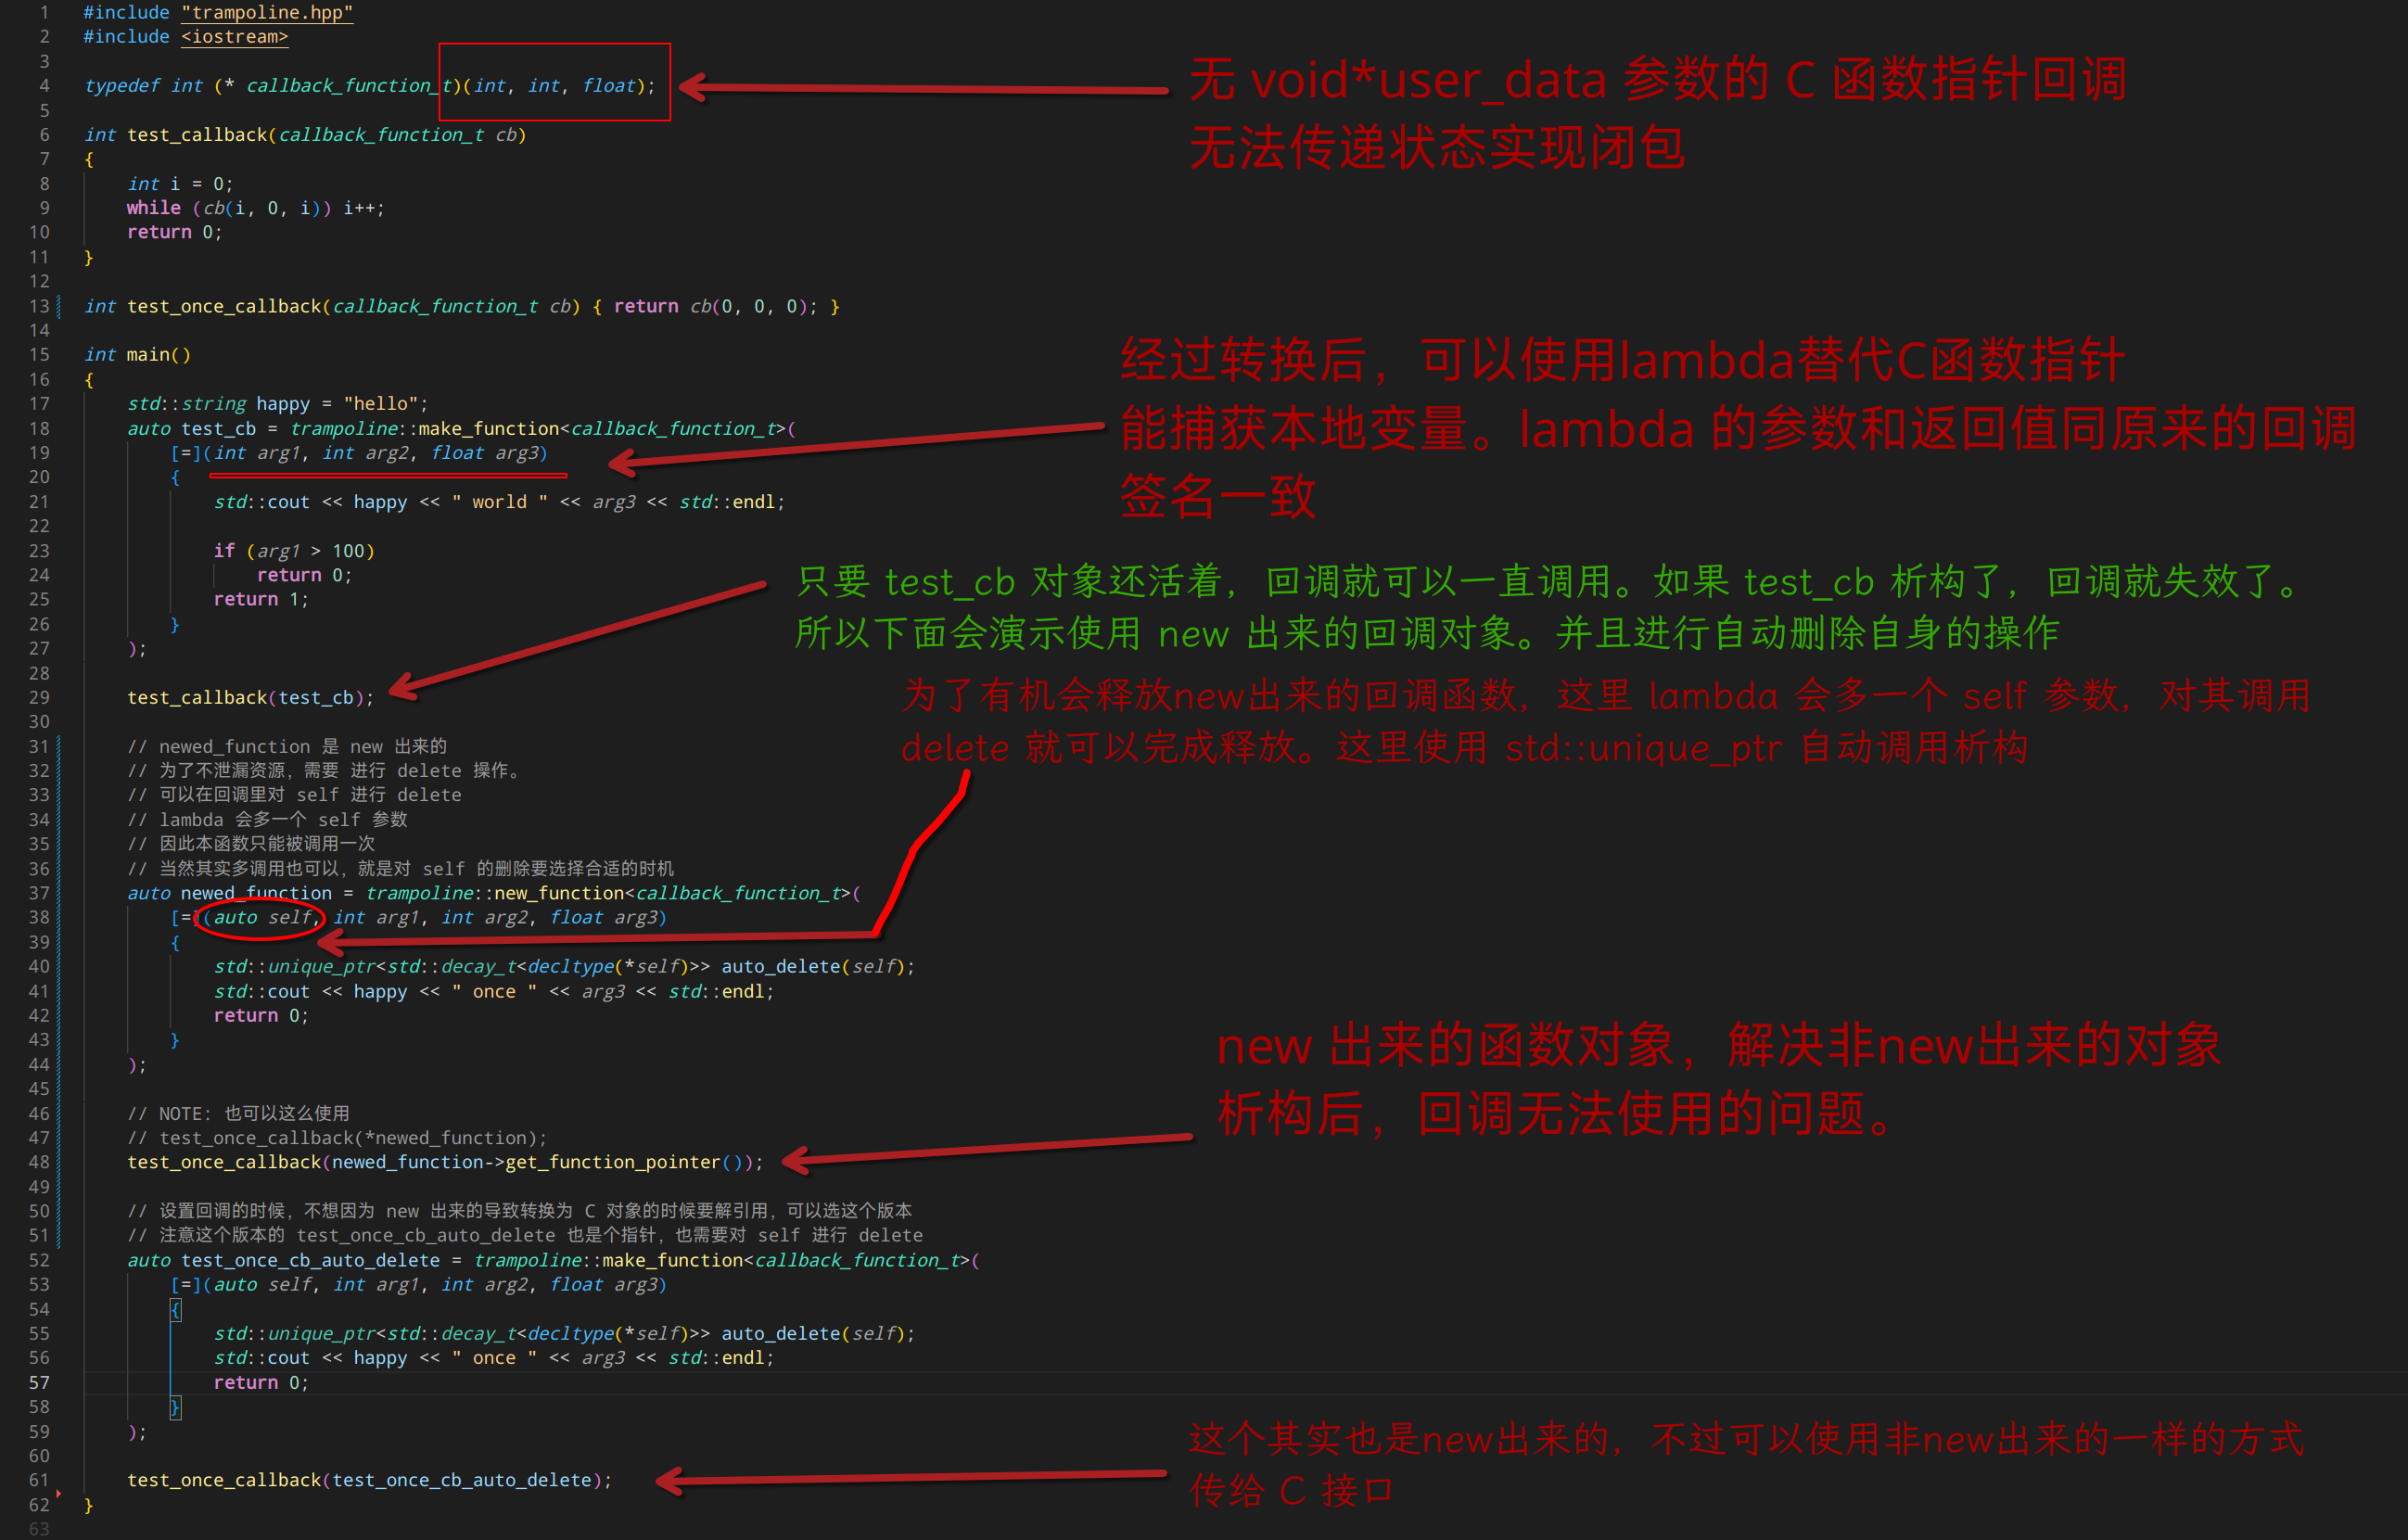 1 #include "trampoline.hpp"
2 #include <iostream>
3
4 typedef int (* callback_function_t)(int, int, float);
无 void*user_data 参数的 C 函数指针回调
无法传递状态实现闭包
5
6 int test_callback(callback_function_t cb)
7 {
8 int i = 0;
9 while (cb(i, 0, i)) i++;
10 return 0;
11 }
12
13 int test_once_callback(callback_function_t cb) { return cb(0, 0, 0); }
14
15 int main()
16 {
17 std::string happy = "hello";
18 auto test_cb = trampoline::make_function<callback_function_t>(
经过转换后，可以使用lambda替代C函数指针
能捕获本地变量。lambda 的参数和返回值同原来的回调
签名一致
19 [=](int arg1, int arg2, float arg3)
20 {
21 std::cout << happy << " world " << arg3 << std::endl;
22
23 if (arg1 > 100)
24 return 0;
25 return 1;
26 }
27 );
28
只要 test_cb 对象还活着，回调就可以一直调用。如果 test_cb 析构了，回调就失效了。
所以下面会演示使用 new 出来的回调对象。并且进行自动删除自身的操作
29 test_callback(test_cb);
30
为了有机会释放new出来的回调函数，这里 lambda 会多一个 self 参数，对其调用
delete 就可以完成释放。这里使用 std::unique_ptr 自动调用析构
31 // newed_function 是 new 出来的
32 // 为了不泄漏资源，需要 进行 delete 操作。
33 // 可以在回调里对 self 进行 delete
34 // lambda 会多一个 self 参数
35 // 因此本函数只能被调用一次
36 // 当然其实多调用也可以，就是对 self 的删除要选择合适的时机
37 auto newed_function = trampoline::new_function<callback_function_t>(
38 [=](auto self, int arg1, int arg2, float arg3)
39 {
40 std::unique_ptr<std::decay_t<decltype(*self)>> auto_delete(self);
41 std::cout << happy << " once " << arg3 << std::endl;
42 return 0;
43 }
44 );
45
new 出来的函数对象，解决非new出来的对象
析构后，回调无法使用的问题。
46 // NOTE: 也可以这么使用
47 // test_once_callback(*newed_function);
48 test_once_callback(newed_function->get_function_pointer());
49
50 // 设置回调的时候，不想因为 new 出来的导致转换为 C 对象的时候要解引用，可以选这个版本
51 // 注意这个版本的 test_once_cb_auto_delete 也是个指针，也需要对 self 进行 delete
52 auto test_once_cb_auto_delete = trampoline::make_function<callback_function_t>(
53 [=](auto self, int arg1, int arg2, float arg3)
54 {
55 std::unique_ptr<std::decay_t<decltype(*self)>> auto_delete(self);
56 std::cout << happy << " once " << arg3 << std::endl;
57 return 0;
58 }
59 );
60
这个其实也是new出来的，不过可以使用非new出来的一样的方式
传给 C 接口
61 test_once_callback(test_once_cb_auto_delete);
62 }
63